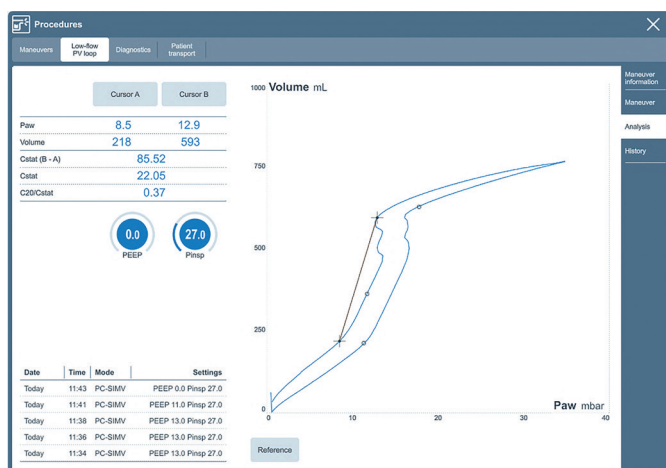 Procedures
Maneuvers
Low-flow
PV loop
Diagnostics
Patient
transport
Maneuver
information
Maneuver
Analysis
History
Cursor A Cursor B
Paw 8.5 12.9
Volume 218 593
Cstat (B - A) 85.52
Cstat 22.05
C20/Cstat 0.37
0.0 27.0
PEEP Pinsp
Date Time Mode Settings
Today 11:43 PC-SIMV PEEP 0.0 Pinsp 27.0
Today 11:41 PC-SIMV PEEP 11.0 Pinsp 27.0
Today 11:38 PC-SIMV PEEP 13.0 Pinsp 27.0
Today 11:36 PC-SIMV PEEP 13.0 Pinsp 27.0
Today 11:34 PC-SIMV PEEP 13.0 Pinsp 27.0
1000 Volume mL
750
500
250
0
Paw mbar
0 10 20 30 40
Reference